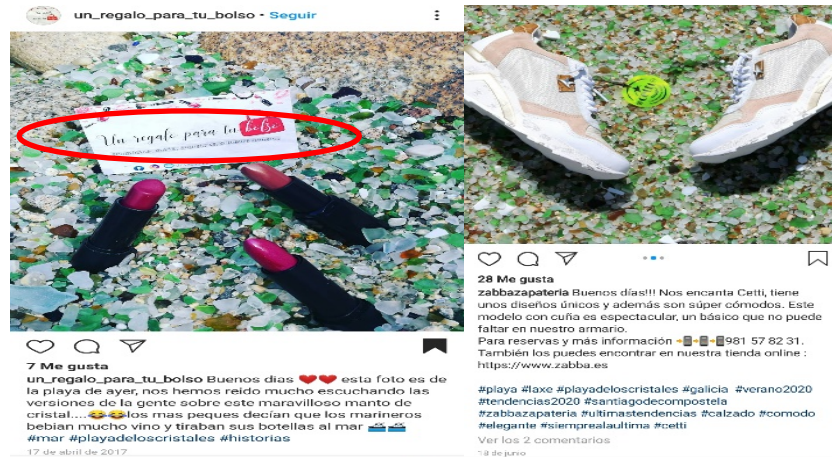 un_regalo_para_tu_bolso • Seguir
Un regalo para tu bolso
7 Me gusta
un_regalo_para_tu_bolso Buenos dias ❤️❤️ esta foto es de
la playa de ayer, nos hemos reido mucho escuchando las
versiones de la gente sobre este maravilloso manto de
cristal....😂😂los mas peques decían que los marineros
bebian mucho vino y tiraban sus botellas al mar 🚣🚣
#mar #playadeloscristales #historias
17 de abril de 2017
28 Me gusta
zabbazapateria Buenos días!!! Nos encanta Cetti, tiene
unos diseños únicos y además son súper cómodos. Este
modelo con cuña es espectacular, un básico que no puede
faltar en nuestro armario.
Para reservas y más información 981 57 82 31.
También los puedes encontrar en nuestra tienda online :
https://www.zabba.es
#playa #laxe #playadeloscristales #galicia #verano2020
#tendencias2020 #santiagodecompostela
#zabbazapateria #ultimastendencias #calzado #comodo
#elegante #siemprealaultima #cetti
Ver los 2 comentarios
18 de junio